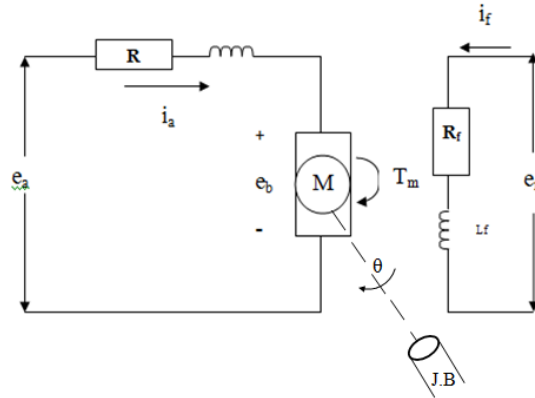 R
i_a
e_a
+
e_b
-
M
T_m
θ
J.B
i_f
R_f
Lf